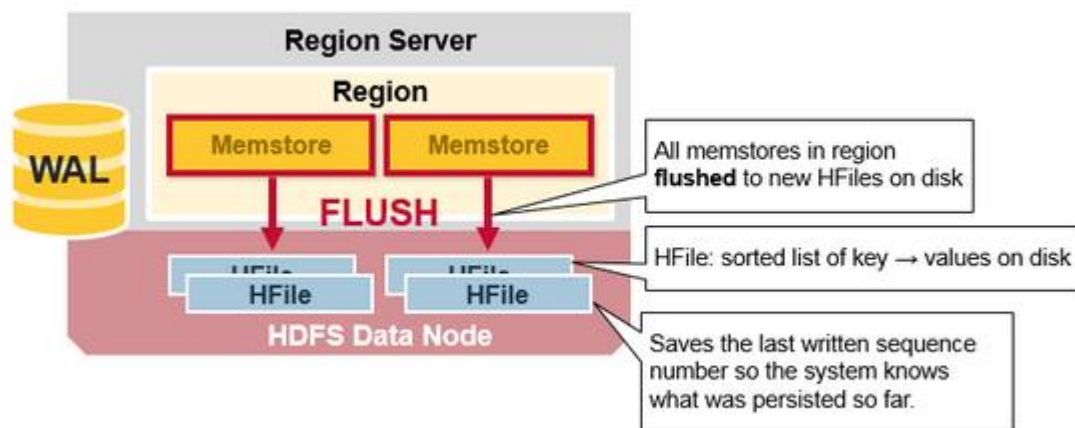 Region Server
Region
Memstore
Memstore
WAL
FLUSH
All memstores in region
flushed to new HFiles on disk
HFile
HFile
HFile
HFile
HFile: sorted list of key → values on disk
HDFS Data Node
Saves the last written sequence
number so the system knows
what was persisted so far.